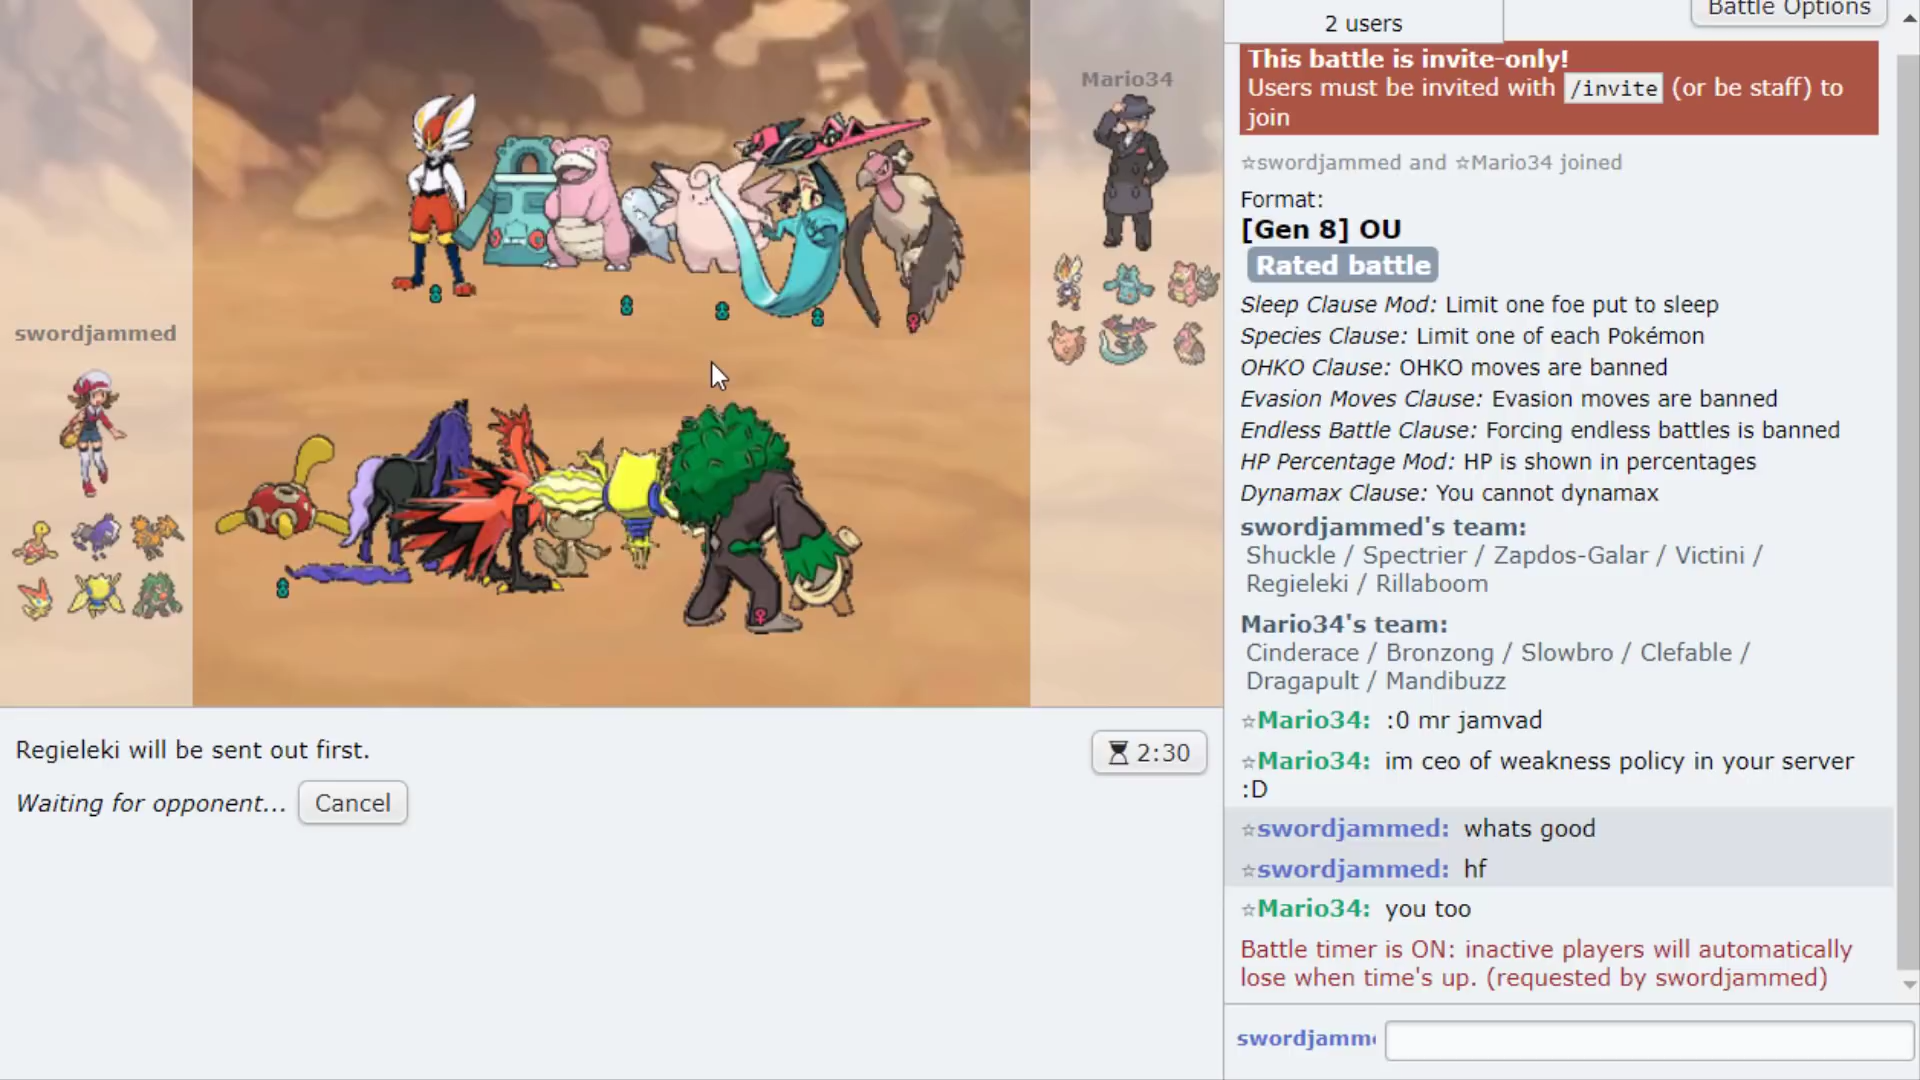 2 users
Battle Options
This battle is invite-only!
Users must be invited with /invite (or be staff) to
join
☆swordjammed and ☆Mario34 joined
Format:
[Gen 8] OU
Rated battle
Sleep Clause Mod: Limit one foe put to sleep
Species Clause: Limit one of each Pokémon
OHKO Clause: OHKO moves are banned
Evasion Moves Clause: Evasion moves are banned
Endless Battle Clause: Forcing endless battles is banned
HP Percentage Mod: HP is shown in percentages
Dynamax Clause: You cannot dynamax
swordjammed's team:
Shuckle / Spectrier / Zapdos-Galar / Victini /
Regieleki / Rillaboom
Mario34's team:
Cinderace / Bronzong / Slowbro / Clefable /
Dragapult / Mandibuzz
☆Mario34: :0 mr jamvad
☆Mario34: im ceo of weakness policy in your server
:D
☆swordjammed: whats good
☆swordjammed: hf
☆Mario34: you too
Battle timer is ON: inactive players will automatically
lose when time's up. (requested by swordjammed)
swordjamm
Mario34
swordjammed
Regieleki will be sent out first.
2:30
Waiting for opponent...
Cancel